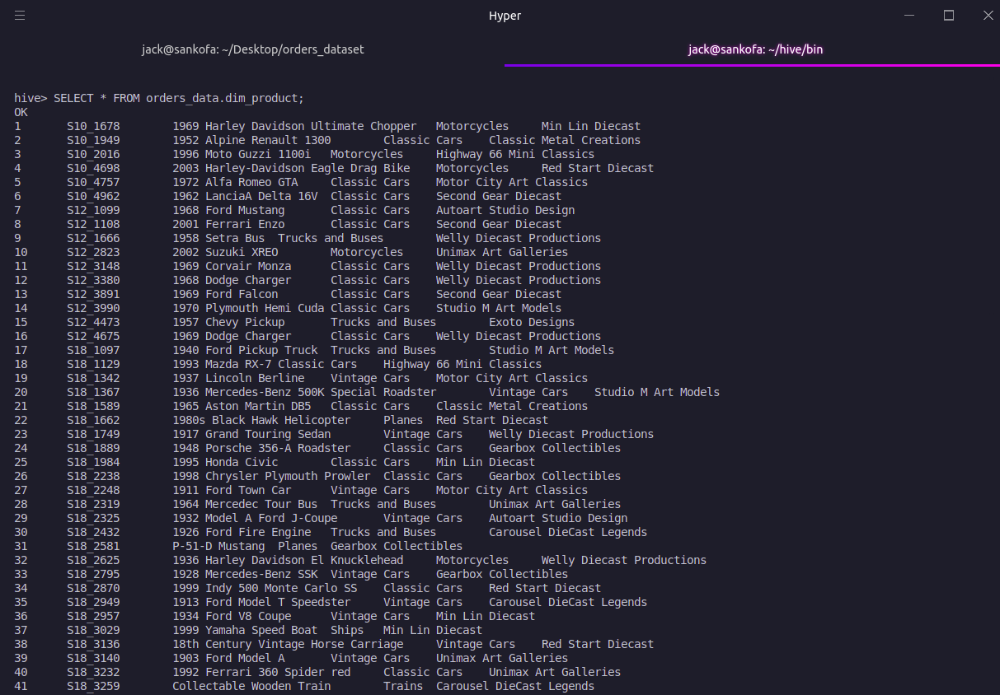 Hyper
jack@sankofa: ~/Desktop/orders_dataset jack@sankofa: ~/hive/bin
hive> SELECT * FROM orders_data.dim_product;
OK
1 S10_1678 1969 Harley Davidson Ultimate Chopper Motorcycles Min Lin Diecast
2 S10_1949 1952 Alpine Renault 1300 Classic Cars Classic Metal Creations
3 S10_2016 1996 Moto Guzzi 1100i Motorcycles Highway 66 Mini Classics
4 S10_4698 2003 Harley-Davidson Eagle Drag Bike Motorcycles Red Start Diecast
5 S10_4757 1972 Alfa Romeo GTA Classic Cars Motor City Art Classics
6 S10_4962 1962 LanciaA Delta 16V Classic Cars Second Gear Diecast
7 S12_1099 1968 Ford Mustang Classic Cars Autoart Studio Design
8 S12_1108 2001 Ferrari Enzo Classic Cars Second Gear Diecast
9 S12_1666 1958 Setra Bus Trucks and Buses Welly Diecast Productions
10 S12_2823 2002 Suzuki XREO Motorcycles Unimax Art Galleries
11 S12_3148 1969 Corvair Monza Classic Cars Welly Diecast Productions
12 S12_3380 1968 Dodge Charger Classic Cars Welly Diecast Productions
13 S12_3891 1969 Ford Falcon Classic Cars Second Gear Diecast
14 S12_3990 1970 Plymouth Hemi Cuda Classic Cars Studio M Art Models
15 S12_4473 1957 Chevy Pickup Trucks and Buses Exoto Designs
16 S12_4675 1969 Dodge Charger Classic Cars Welly Diecast Productions
17 S18_1097 1940 Ford Pickup Truck Trucks and Buses Studio M Art Models
18 S18_1129 1993 Mazda RX-7 Classic Cars Highway 66 Mini Classics
19 S18_1342 1937 Lincoln Berline Vintage Cars Motor City Art Classics
20 S18_1367 1936 Mercedes-Benz 500K Special Roadster Vintage Cars Studio M Art Models
21 S18_1589 1965 Aston Martin DB5 Classic Cars Classic Metal Creations
22 S18_1662 1980s Black Hawk Helicopter Planes Red Start Diecast
23 S18_1749 1917 Grand Touring Sedan Vintage Cars Welly Diecast Productions
24 S18_1889 1948 Porsche 356-A Roadster Classic Cars Gearbox Collectibles
25 S18_1984 1995 Honda Civic Classic Cars Min Lin Diecast
26 S18_2238 1998 Chrysler Plymouth Prowler Classic Cars Gearbox Collectibles
27 S18_2248 1911 Ford Town Car Vintage Cars Motor City Art Classics
28 S18_2319 1964 Mercedec Tour Bus Trucks and Buses Unimax Art Galleries
29 S18_2325 1932 Model A Ford J-Coupe Vintage Cars Autoart Studio Design
30 S18_2432 1926 Ford Fire Engine Trucks and Buses Carousel DieCast Legends
31 S18_2581 P-51-D Mustang Planes Gearbox Collectibles
32 S18_2625 1936 Harley Davidson El Knucklehead Motorcycles Welly Diecast Productions
33 S18_2795 1928 Mercedes-Benz SSK Vintage Cars Gearbox Collectibles
34 S18_2870 1999 Indy 500 Monte Carlo SS Classic Cars Red Start Diecast
35 S18_2949 1913 Ford Model T Speedster Vintage Cars Carousel DieCast Legends
36 S18_2957 1934 Ford V8 Coupe Vintage Cars Min Lin Diecast
37 S18_3029 1999 Yamaha Speed Boat Ships Min Lin Diecast
38 S18_3136 18th Century Vintage Horse Carriage Vintage Cars Red Start Diecast
39 S18_3140 1903 Ford Model A Vintage Cars Unimax Art Galleries
40 S18_3232 1992 Ferrari 360 Spider red Classic Cars Unimax Art Galleries
41 S18_3259 Collectable Wooden Train Trains Carousel DieCast Legends